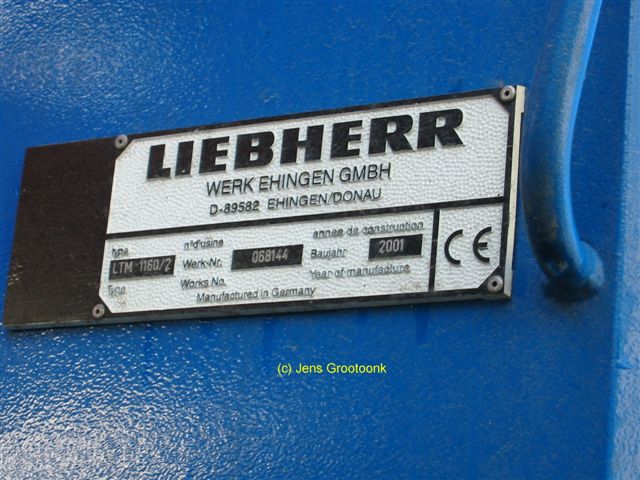 LIEBHERR
WERK EHINGEN GMBH
D-89582 EHINGEN/DONAU
type n°d'usine annee de construction
LTM 1160/2 Werk-Nr. 068144 Baujahr 2001
Type Works No. Year of manufacture
Manufactured in Germany
CE
(c) Jens Grootoonk